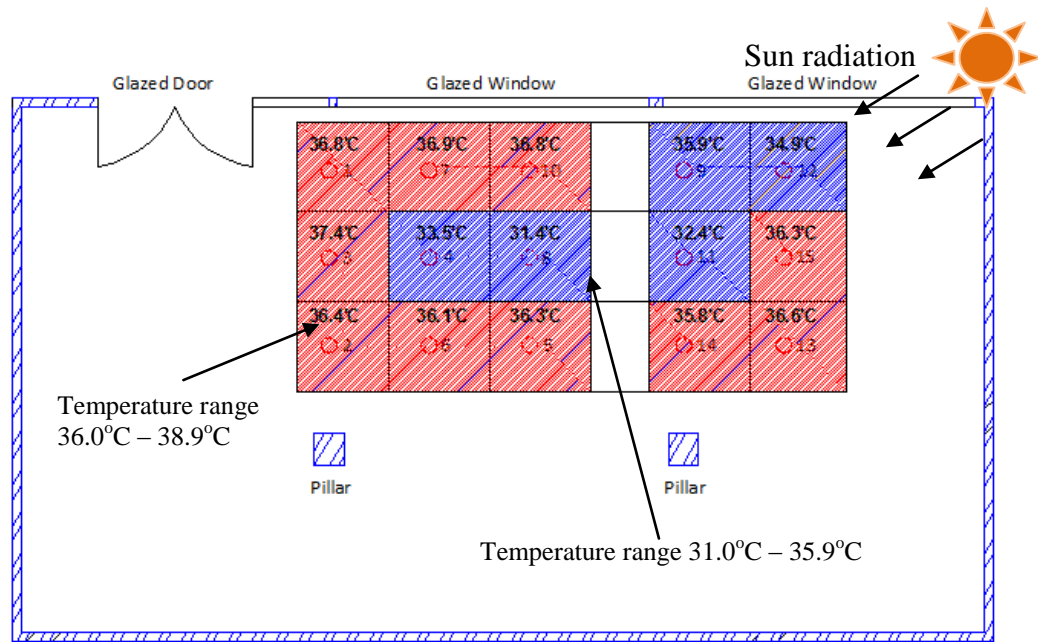 Sun radiation
Glazed Door Glazed Window Glazed Window
36.8'C 36.9'C 36.8'C 35.9'C 34.9'C
1 7 10 9 12
37.4'C 33.5'C 31.4'C 32.4'C 36.3'C
3 4 8 11 15
36.4'C 36.1'C 36.3'C 35.8'C 36.6'C
2 6 5 14 13
Temperature range
36.0°C – 38.9°C
Pillar Pillar
Temperature range 31.0°C – 35.9°C